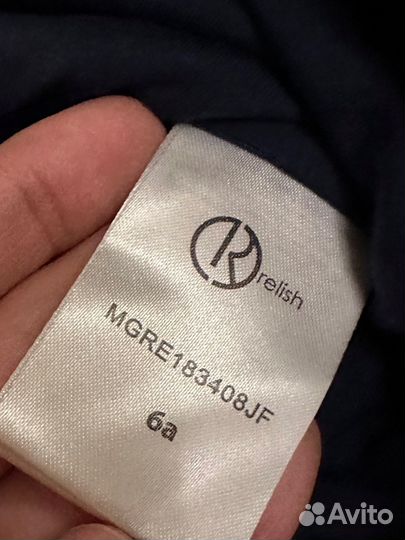 R relish
MGRE183408JF
6a
Avito